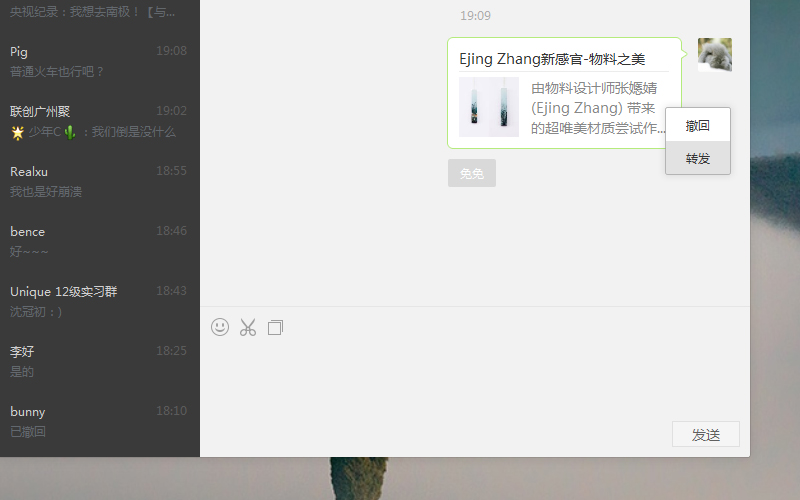 央视纪录：我想去南极！【与...
Pig 19:08
普通火车也行吧？
联创广州聚 19:02
少年C ：我们倒是没什么
Realxu 18:55
我也是好崩溃
bence 18:46
好~~~
Unique 12级实习群 18:43
沈冠初：)
李好 18:25
是的
bunny 18:10
已撤回
19:09
Ejing Zhang新感官-物料之美
由物料设计师张嫕婧
(Ejing Zhang) 带来
的超唯美材质尝试作...
撤回
转发
兔兔
发送